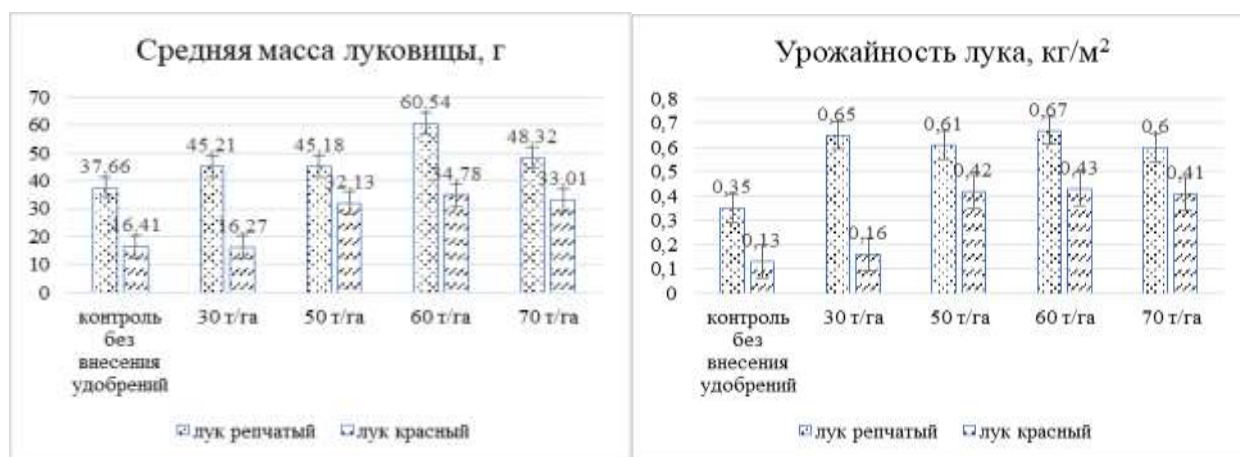 Средняя масса луковицы, г
70
60
50
40
30
20
10
0
37,66
16,41
45,21
16,27
45,18
32,13
60,54
34,78
48,32
33,01
контроль
без
внесения
удобрений
30 т/га
50 т/га
60 т/га
70 т/га
лук репчатый
лук красный
Урожайность лука, кг/м²
0,8
0,7
0,6
0,5
0,4
0,3
0,2
0,1
0
0,35
0,13
0,65
0,16
0,61
0,42
0,67
0,43
0,6
0,41
контроль
без
внесения
удобрений
30 т/га
50 т/га
60 т/га
70 т/га
лук репчатый
лук красный